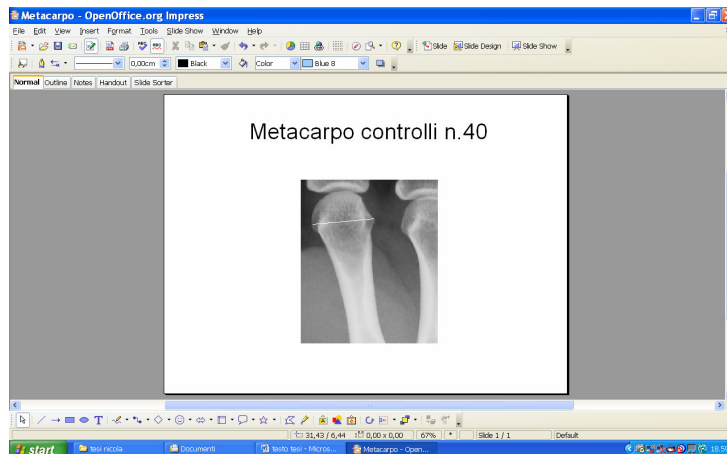 Metacarpo - OpenOffice.org Impress
File Edit View Insert Format Tools Slide Show Window Help
Slide Slide Design Slide Show
0,00cm Black Color Blue 8
Normal Outline Notes Handout Slide Sorter
Metacarpo controlli n.40
31,43 / 6,44 0,00 x 0,00 67% * Slide 1 / 1 Default
start tesi nicola Documenti testo tesi - Micros... Metacarpo - Open...